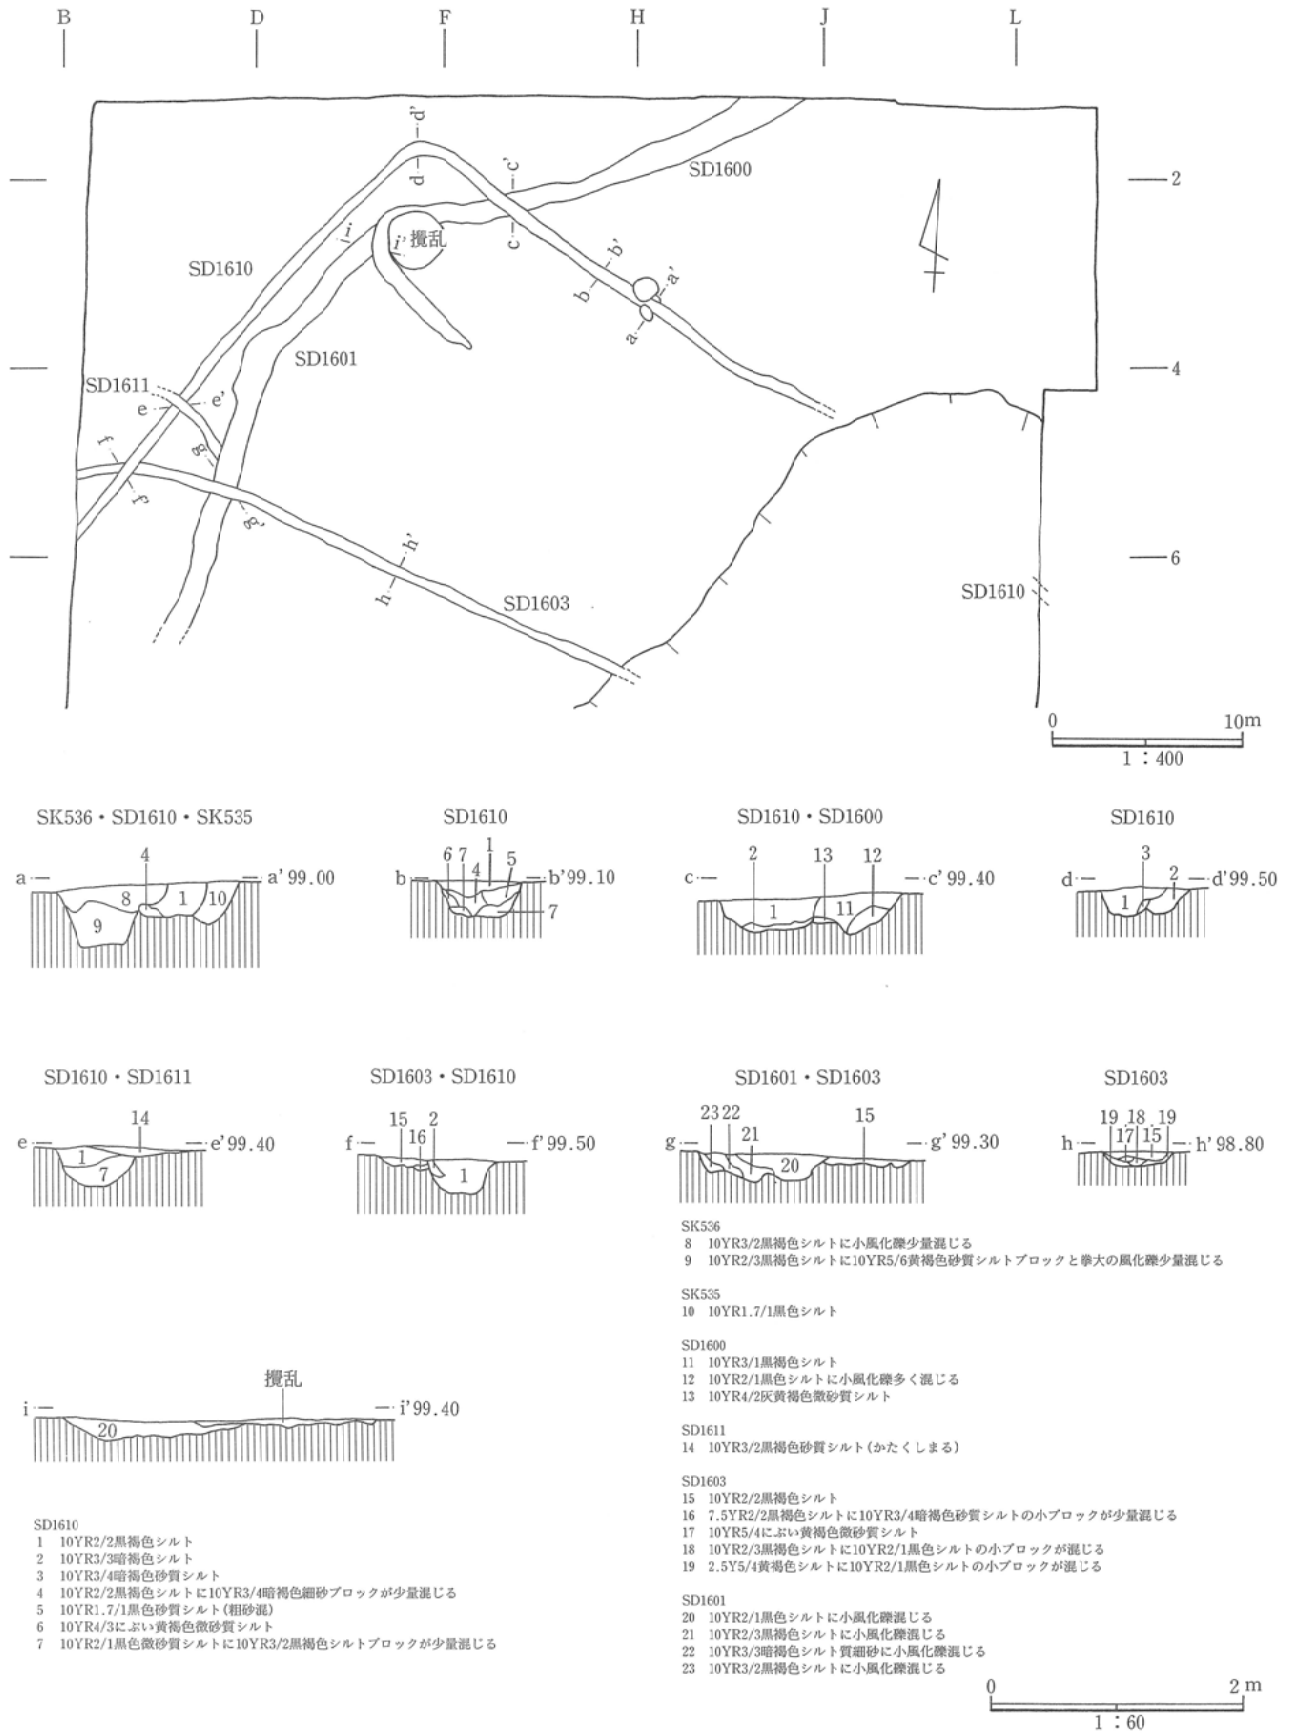 B D F H J L
2
4
6
SD1600
SD1610
SD1601
SD1611
SD1603
SD1610
攪乱
d'
d
c'
c
b'
b
a'
a
i
i'
e
e'
f
f'
g
g'
h'
h
0 10m
1：400
SK536・SD1610・SK535
a a' 99.00
4
8 1 10
9
SD1610
b b' 99.10
6 7 4 1 5
7
SD1610・SD1600
c c' 99.40
2 13 12
1 11
SD1610
d d' 99.50
3 2
1
SD1610・SD1611
e e' 99.40
14
1
7
SD1603・SD1610
f f' 99.50
15 16 2
1
SD1601・SD1603
g g' 99.30
23 22 21 15
20
SD1603
h h' 98.80
19 18 19
17 15
攪乱
i i' 99.40
20
SK536
8 10YR3/2黒褐色シルトに小風化礫少量混じる
9 10YR2/3黒褐色シルトに10YR5/6黄褐色砂質シルトブロックと拳大の風化礫少量混じる
SK535
10 10YR1.7/1黒色シルト
SD1600
11 10YR3/1黒褐色シルト
12 10YR2/1黒色シルトに小風化礫多く混じる
13 10YR4/2灰黄褐色微砂質シルト
SD1611
14 10YR3/2黒褐色砂質シルト(かたくしまる)
SD1603
15 10YR2/2黒褐色シルト
16 7.5YR2/2黒褐色シルトに10YR3/4暗褐色砂質シルトの小ブロックが少量混じる
17 10YR5/4にぶい黄褐色微砂質シルト
18 10YR2/3黒褐色シルトに10YR2/1黒色シルトの小ブロックが混じる
19 2.5Y5/4黄褐色シルトに10YR2/1黒色シルトの小ブロックが混じる
SD1601
20 10YR2/1黒色シルトに小風化礫混じる
21 10YR2/3黒褐色シルトに小風化礫混じる
22 10YR3/3暗褐色シルト質細砂に小風化礫混じる
23 10YR3/2黒褐色シルトに小風化礫混じる
SD1610
1 10YR2/2黒褐色シルト
2 10YR3/3暗褐色シルト
3 10YR3/4暗褐色砂質シルト
4 10YR2/2黒褐色シルトに10YR3/4暗褐色細砂ブロックが少量混じる
5 10YR1.7/1黒色砂質シルト(粗砂混)
6 10YR4/3にぶい黄褐色微砂質シルト
7 10YR2/1黒色微砂質シルトに10YR3/2黒褐色シルトブロックが少量混じる
0 2 m
1：60